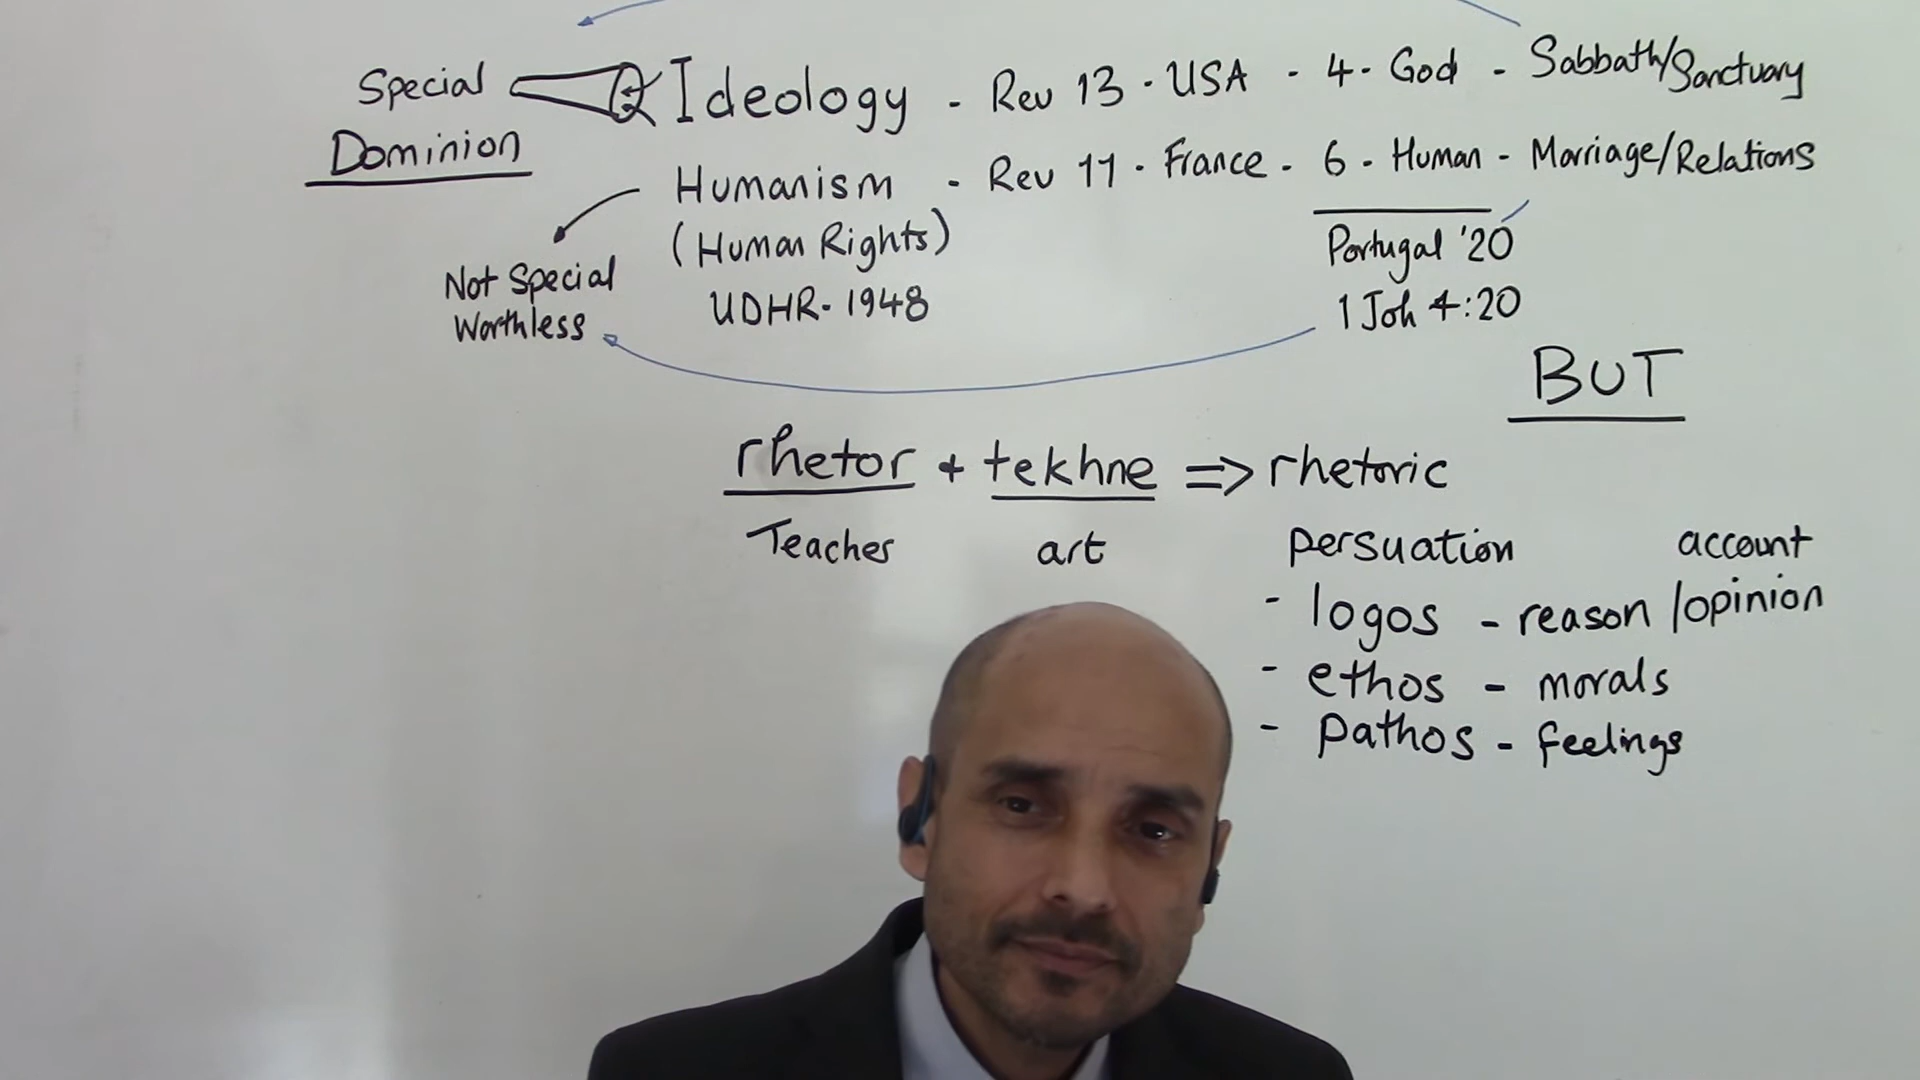 Special Ideology - Rev 13 - USA - 4 - God - Sabbath/Sanctuary
Dominion
Humanism - Rev 11 - France - 6 - Human - Marriage/Relations
(Human Rights)
UDHR - 1948
Not Special
Worthless
Portugal '20
1 Joh 4:20
BUT
rhetor + tekhne => rhetoric
Teacher art persuation account
- logos - reason /opinion
- ethos - morals
- pathos - feelings